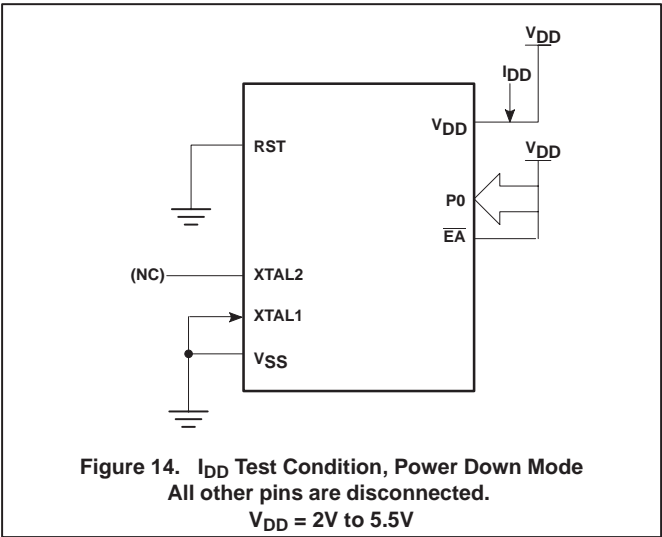 VDD
IDD
VDD
RST
VDD
P0
EA
(NC)
XTAL2
XTAL1
VSS
Figure 14. IDD Test Condition, Power Down Mode
All other pins are disconnected.
VDD = 2V to 5.5V